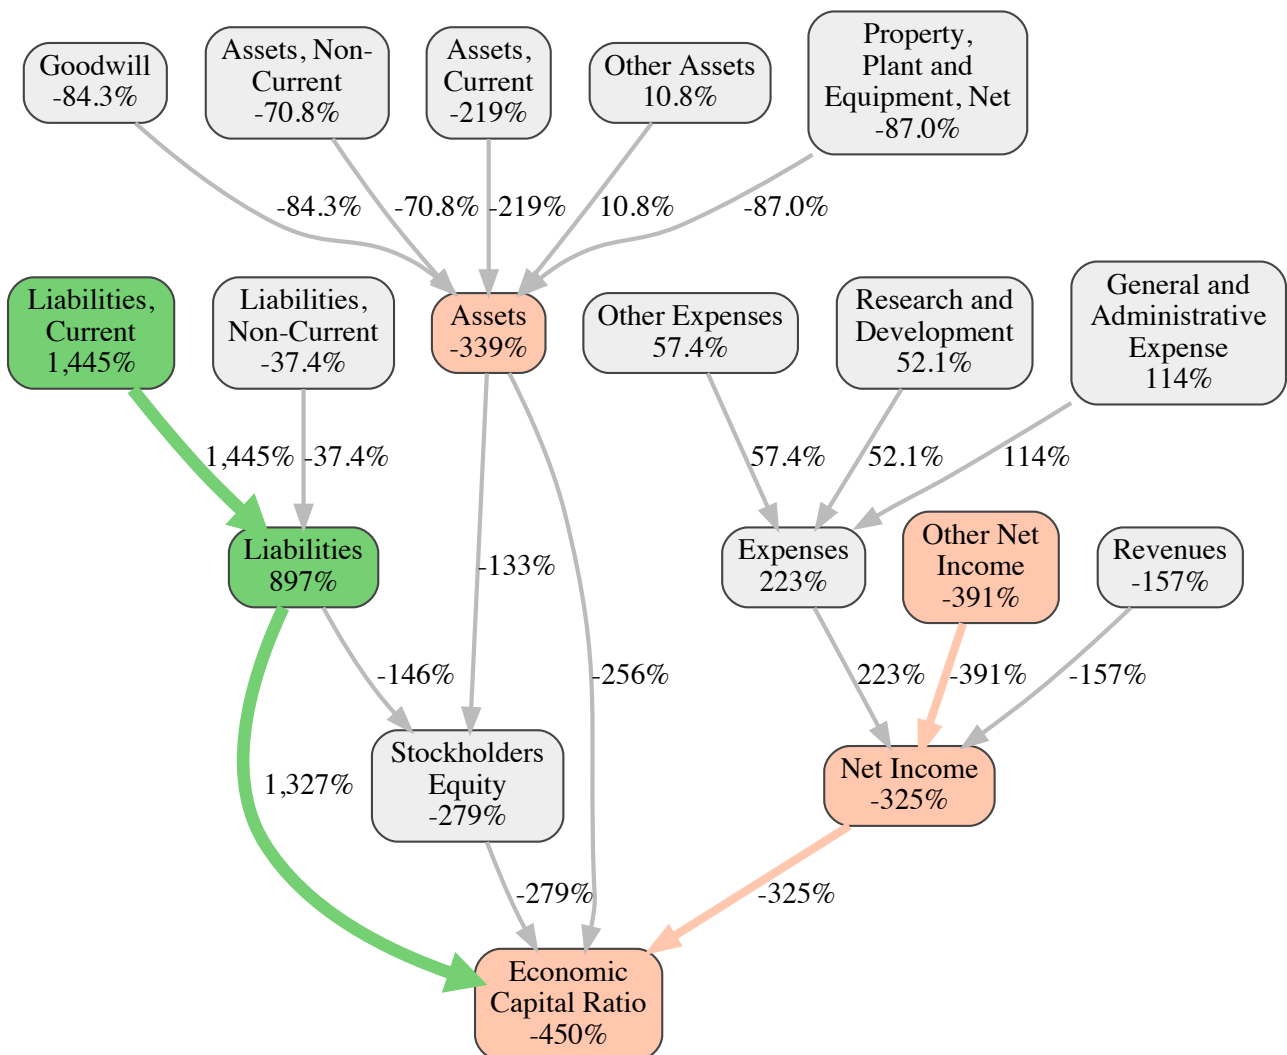 Goodwill
-84.3%
Assets, Non-
Current
-70.8%
Assets,
Current
-219%
Other Assets
10.8%
Property,
Plant and
Equipment, Net
-87.0%
-84.3%
-70.8%
-219%
10.8%
-87.0%
Liabilities,
Current
1,445%
Liabilities,
Non-Current
-37.4%
Assets
-339%
Other Expenses
57.4%
Research and
Development
52.1%
General and
Administrative
Expense
114%
1,445%
-37.4%
57.4%
52.1%
114%
Liabilities
897%
-133%
Expenses
223%
Other Net
Income
-391%
Revenues
-157%
-146%
-256%
223%
-391%
-157%
1,327%
Stockholders
Equity
-279%
Net Income
-325%
-279%
-325%
Economic
Capital Ratio
-450%